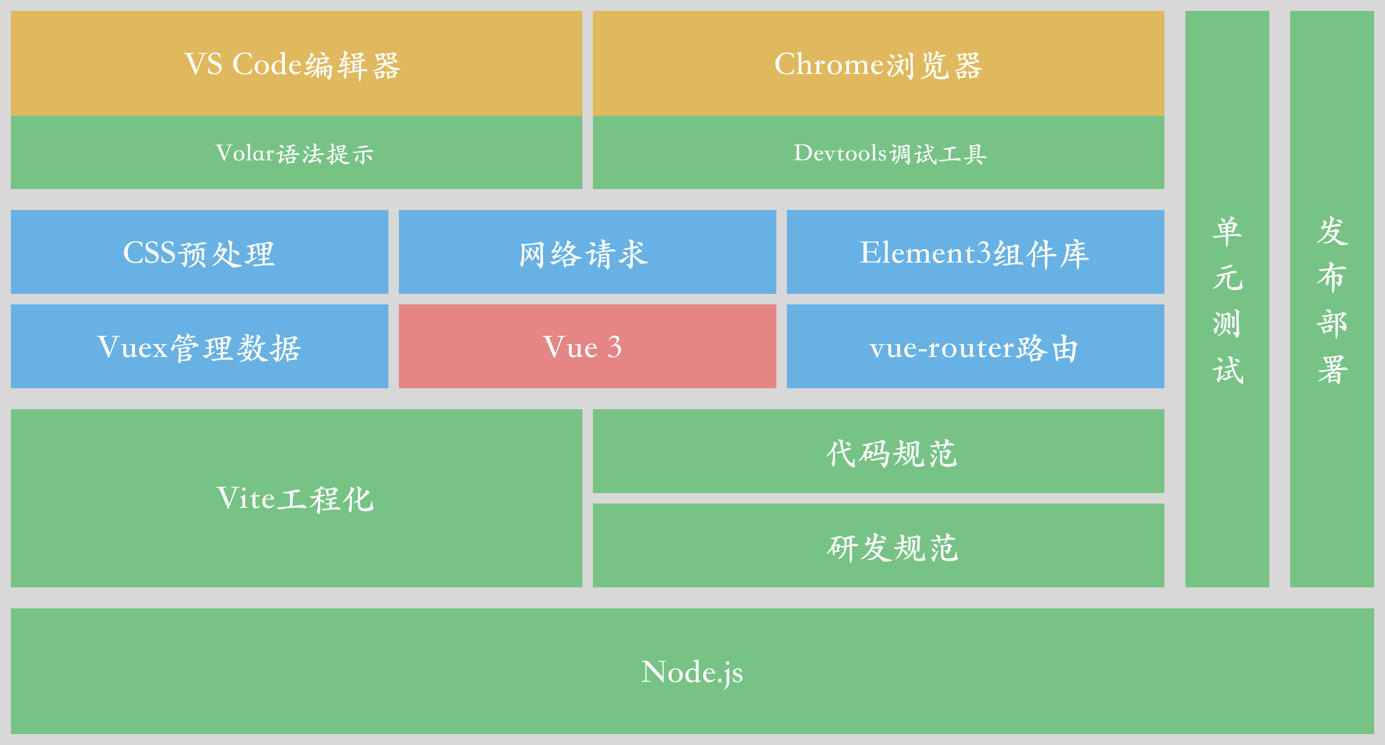 VS Code编辑器
Chrome浏览器
Volar语法提示
Devtools调试工具
CSS预处理
网络请求
Element3组件库
Vuex管理数据
Vue 3
vue-router路由
Vite工程化
代码规范
研发规范
单元测试
发布部署
Node.js